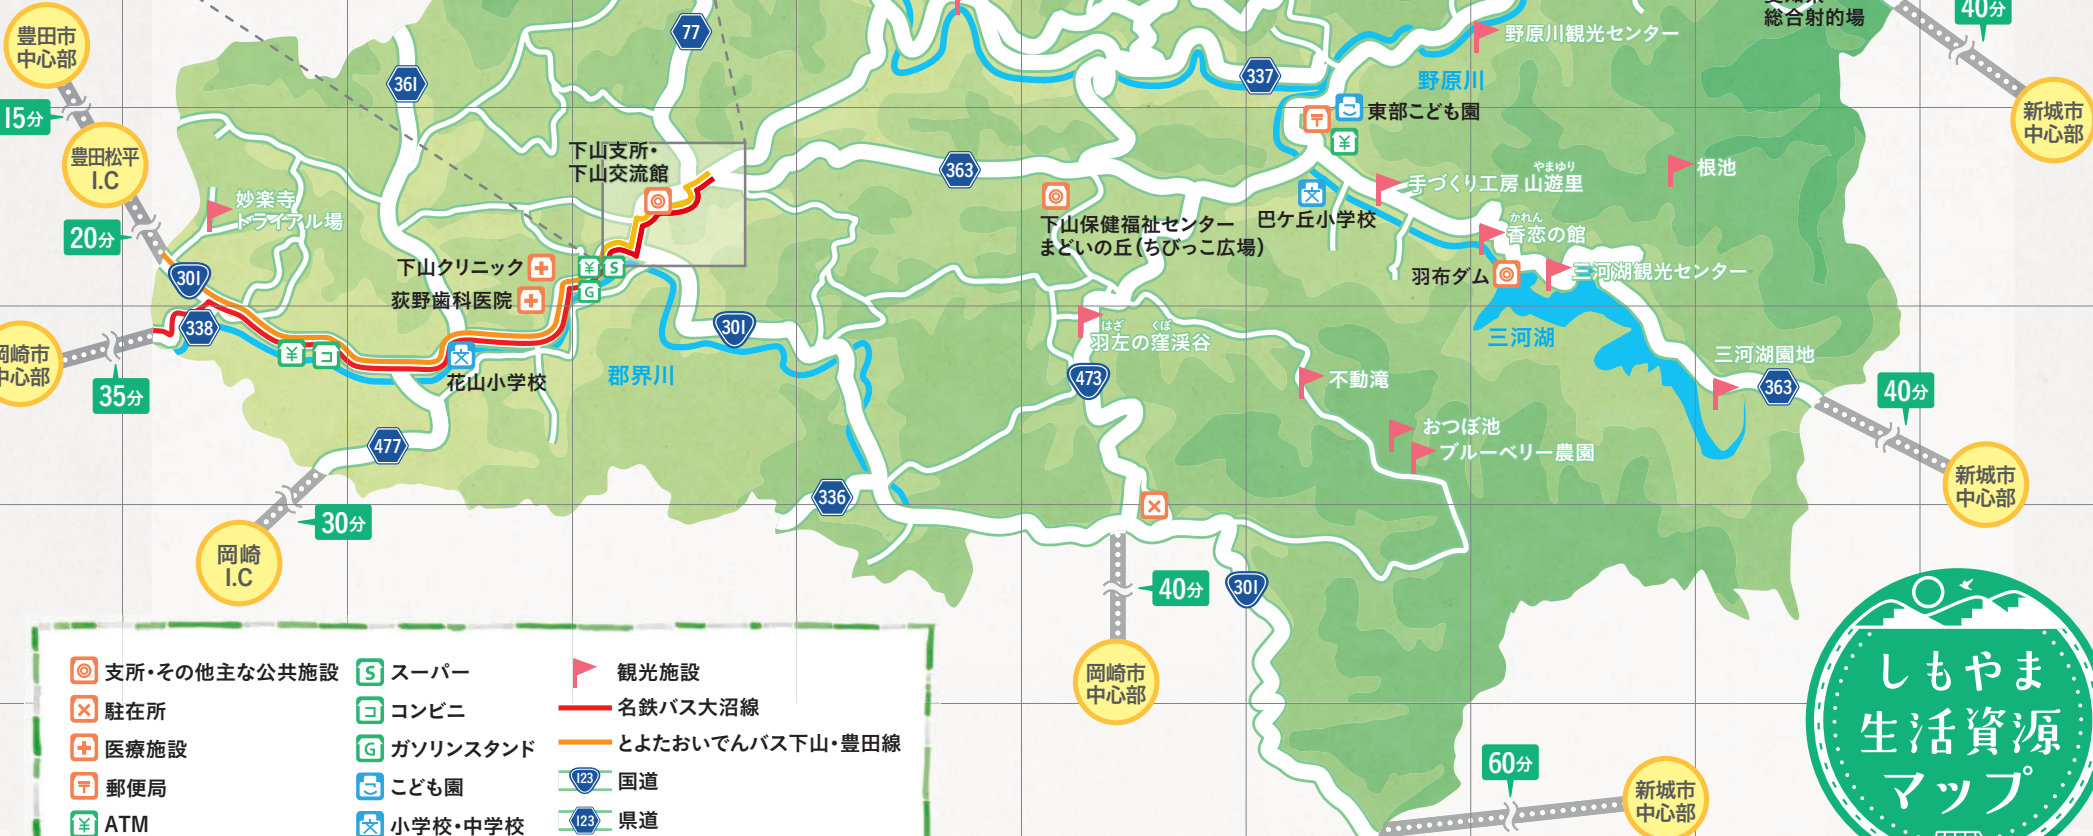 豊田市
中心部
15分
豊田松平
I.C
20分
301
338
岡崎市
中心部
35分
岡崎
I.C
30分
477
361
77
妙楽寺
トライアル場
下山支所・
下山交流館
下山クリニック
荻野歯科医院
花山小学校
郡界川
301
363
336
337
野原川観光センター
野原川
東部こども園
総合射的場
40分
新城市
中心部
根池
やまゆり
手づくり工房 山遊里
巴ケ丘小学校
下山保健福祉センター
まどいの丘(ちびっこ広場)
かれん
香恋の館
羽布ダム
三河湖観光センター
三河湖
三河湖園地
363
40分
新城市
中心部
はざ くぼ
羽左の窪渓谷
473
不動滝
おつぼ池
ブルーベリー農園
40分
岡崎市
中心部
301
60分
新城市
中心部
支所・その他主な公共施設
駐在所
医療施設
郵便局
ATM
S スーパー
コ コンビニ
G ガソリンスタンド
こども園
小学校・中学校
観光施設
名鉄バス大沼線
とよたおいでんバス下山・豊田線
123 国道
123 県道
しもやま
生活資源
マップ